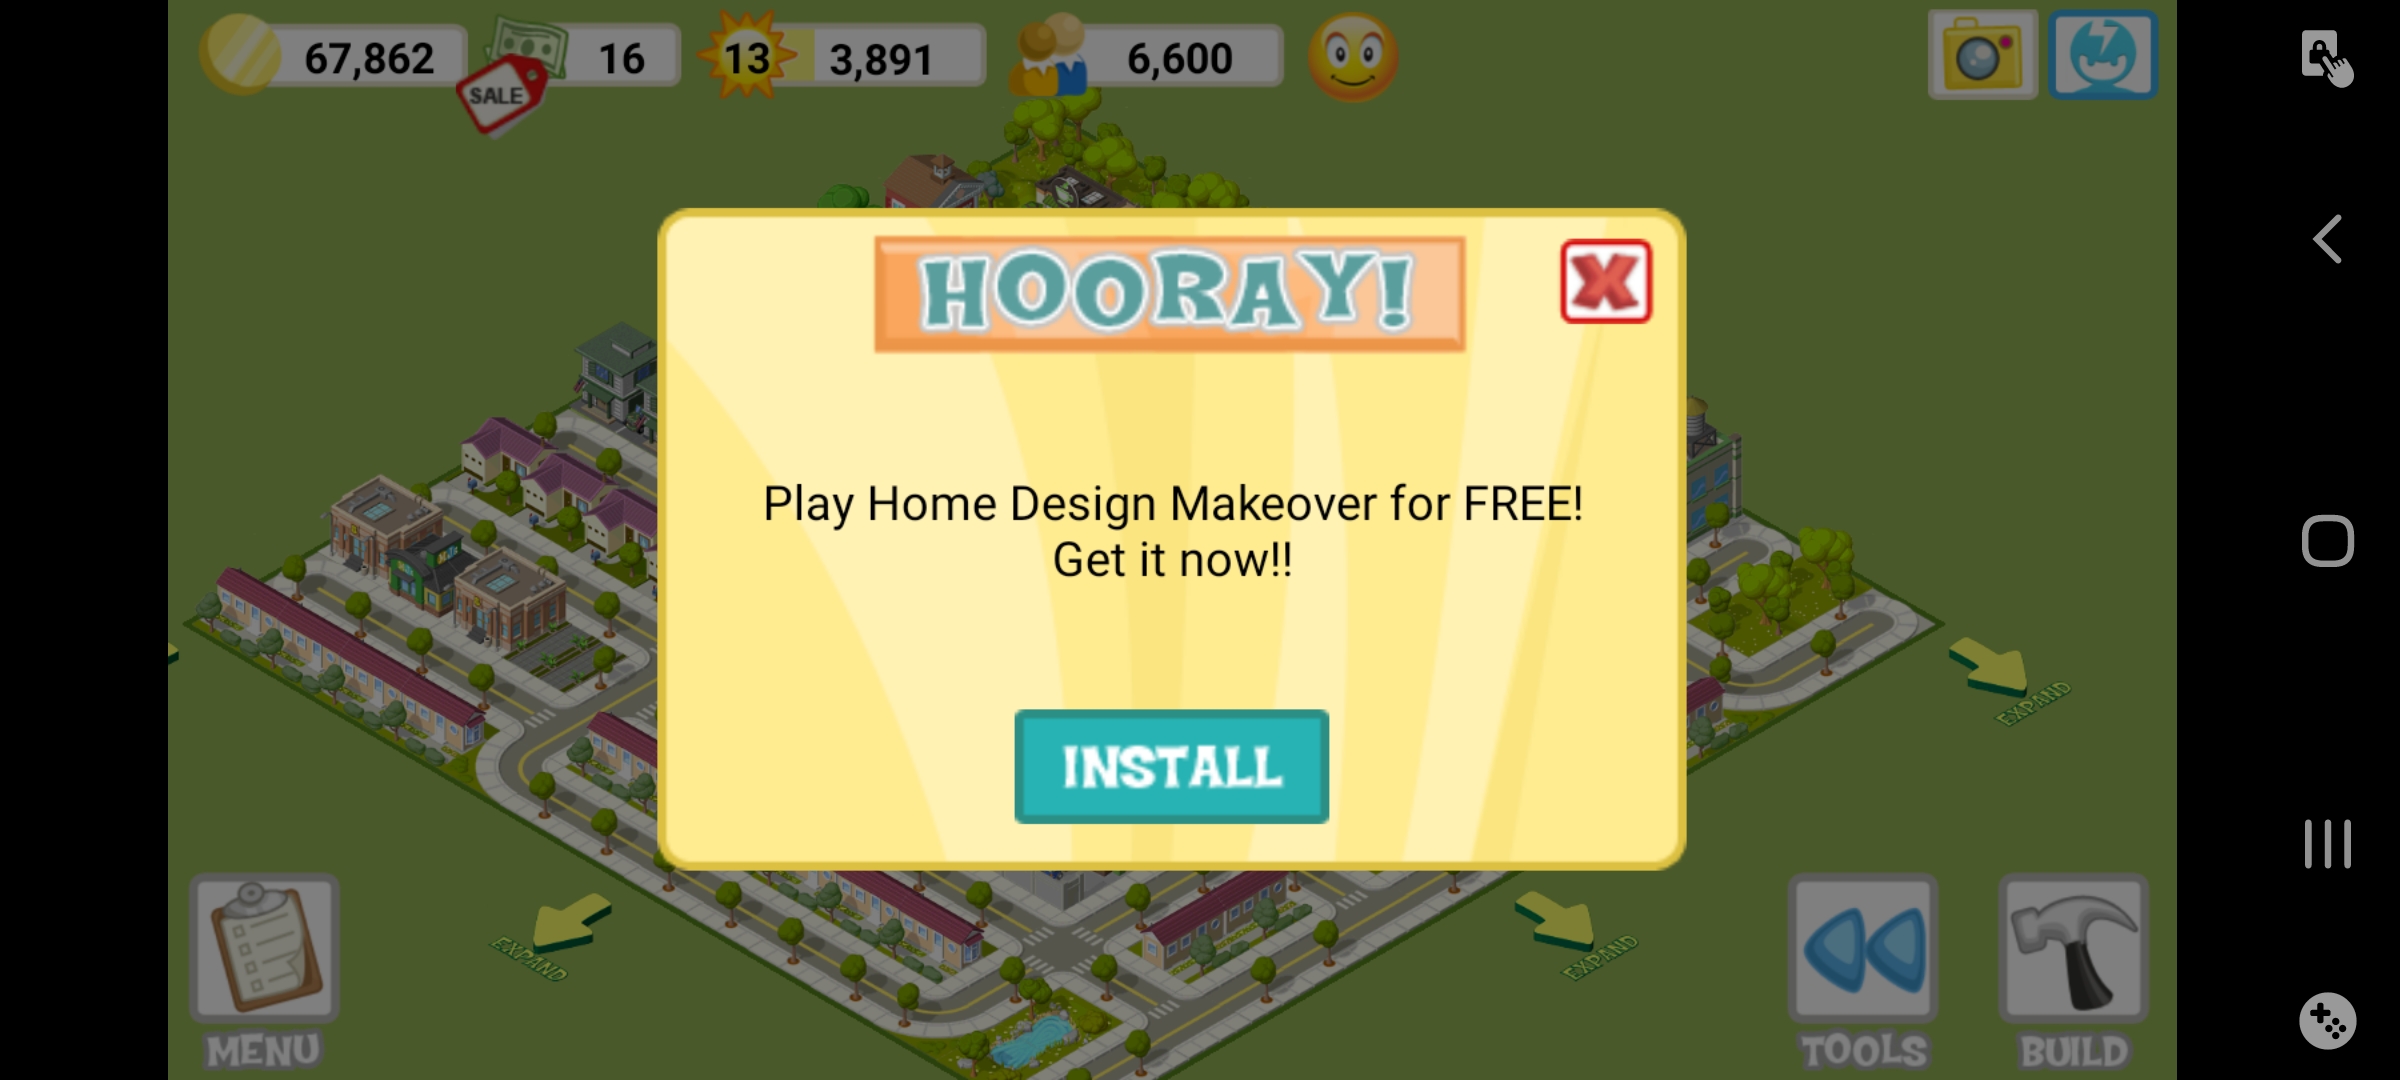 67,862
SALE
16
13
3,891
6,600
HOORAY!
X
Play Home Design Makeover for FREE!
Get it now!!
INSTALL
EXPAND
EXPAND
EXPAND
MENU
TOOLS
BUILD